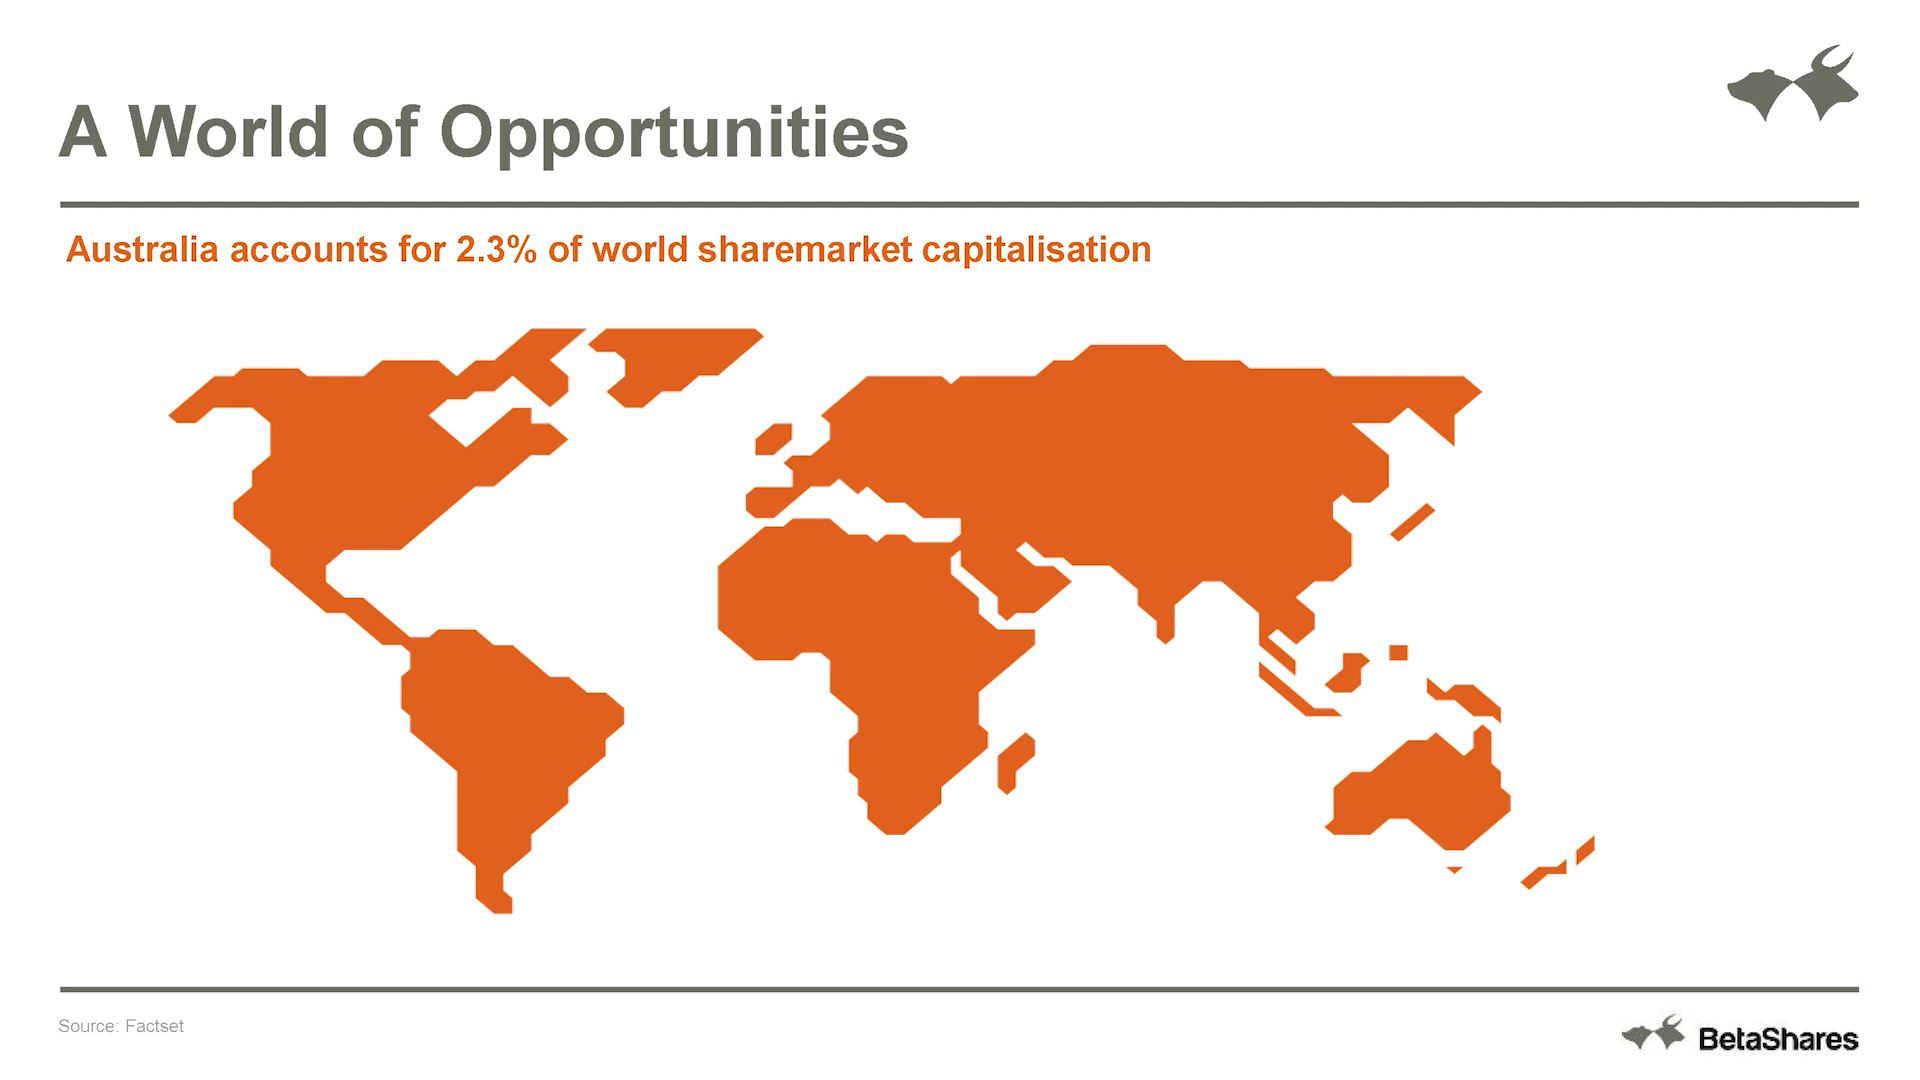 A World of Opportunities
Australia accounts for 2.3% of world sharemarket capitalisation
Source: Factset
BetaShares